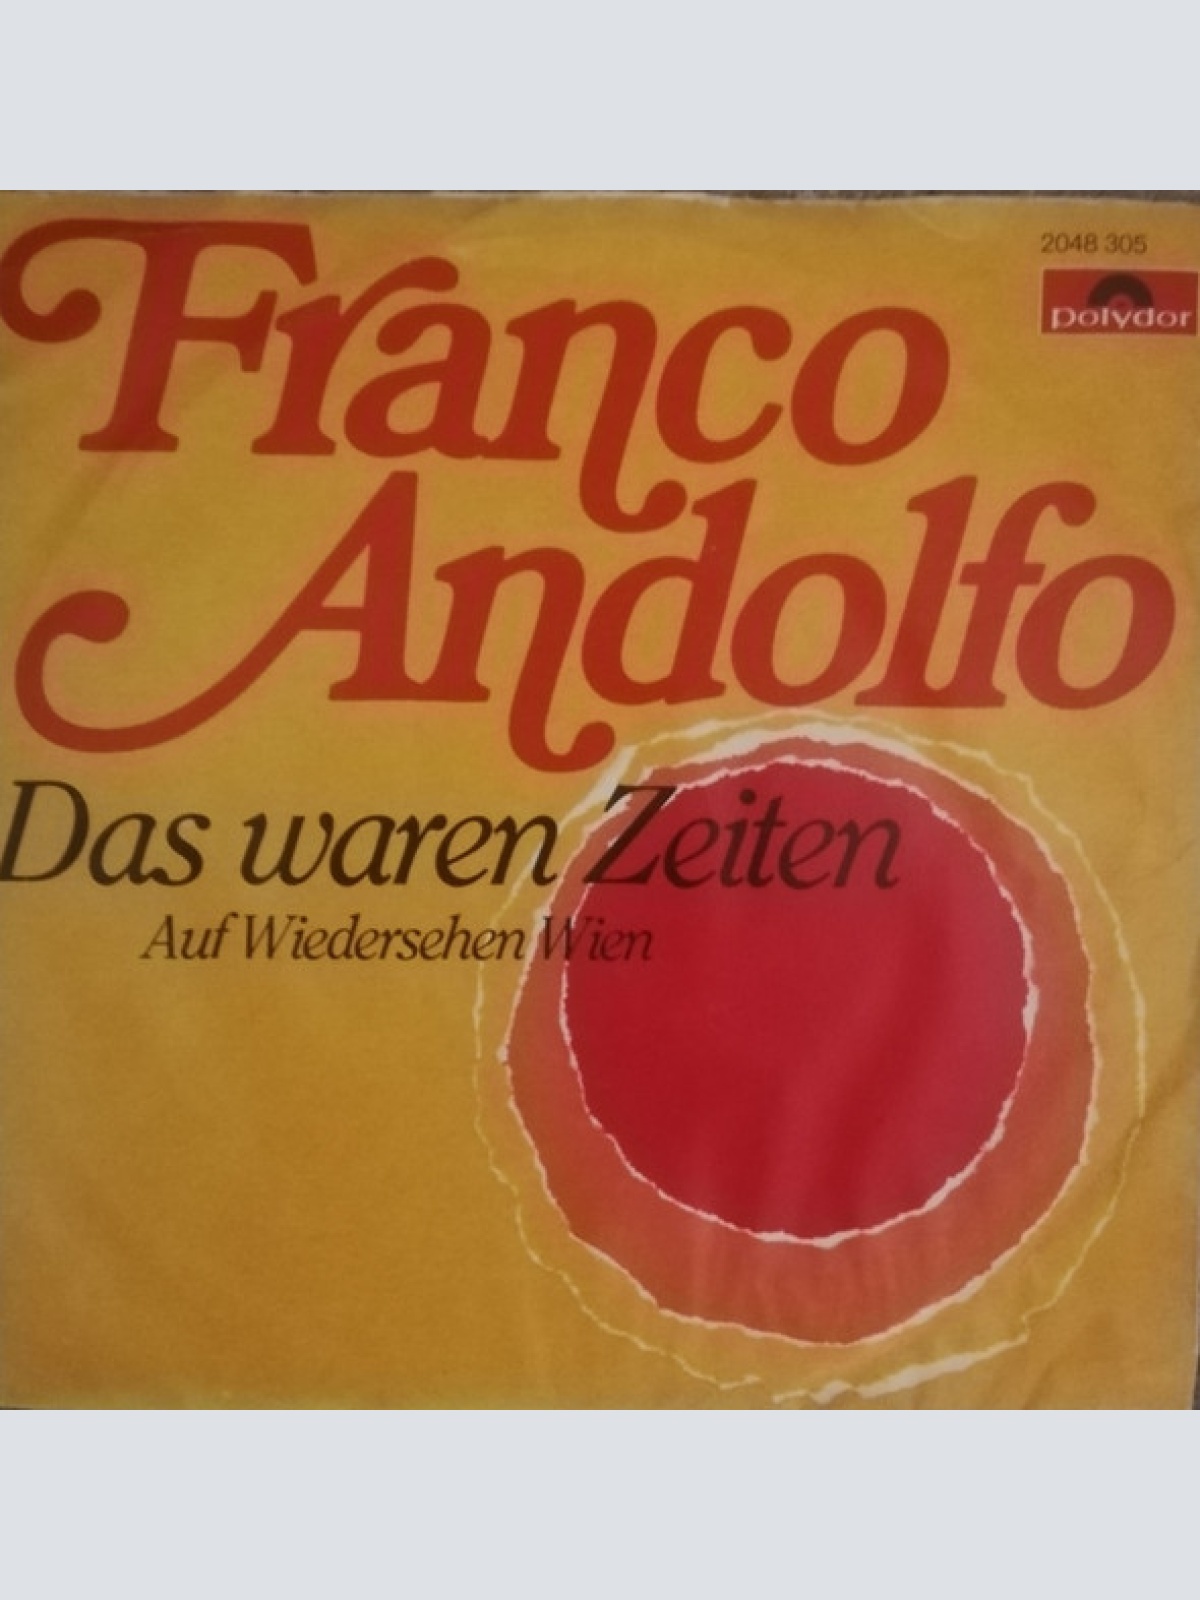 Franco
2048 305
polydor
Andolfo
Das waren Zeiten
Auf Wiedersehen Wien